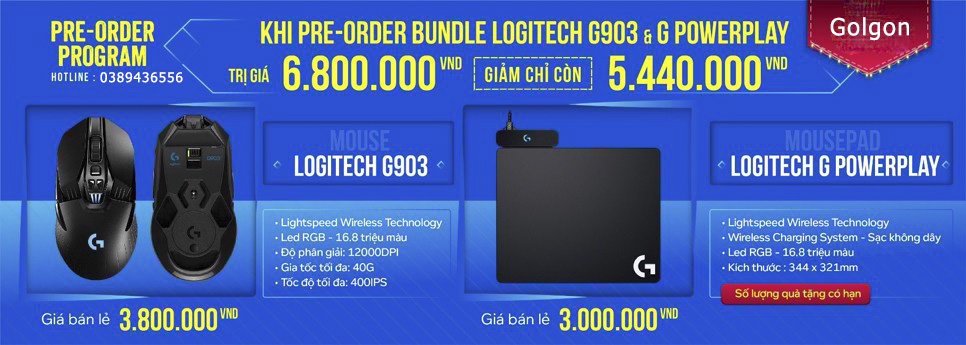 PRE-ORDER
PROGRAM
HOTLINE : 0389436556
KHI PRE-ORDER BUNDLE LOGITECH G903 & G POWERPLAY
TRỊ GIÁ 6.800.000 VND GIẢM CHỈ CÒN 5.440.000 VND
Golgon
MOUSE
LOGITECH G903
• Lightspeed Wireless Technology
• Led RGB - 16.8 triệu màu
• Độ phân giải: 12000DPI
• Gia tốc tối đa: 40G
• Tốc độ tối đa: 400IPS
Giá bán lẻ 3.800.000 VND
MOUSEPAD
LOGITECH G POWERPLAY
• Lightspeed Wireless Technology
• Wireless Charging System - Sạc không dây
• Led RGB - 16.8 triệu màu
• Kích thước : 344 x 321mm
Số lượng quà tặng có hạn
Giá bán lẻ 3.000.000 VND